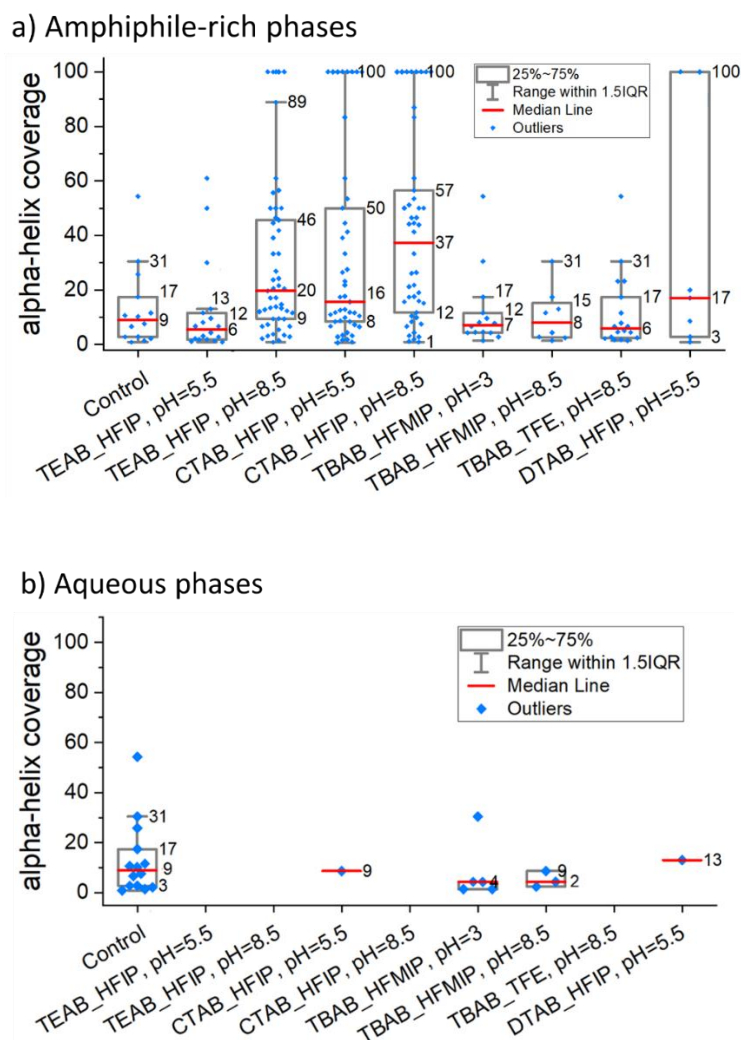 a) Amphiphile-rich phases
alpha-helix coverage
100
80
60
40
20
0
25%~75%
Range within 1.5IQR
Median Line
Outliers
31
17
9
13
12
6
89
46
20
9
100
50
16
8
100
57
37
12
1
17
12
7
31
15
8
31
17
6
100
17
3
Control
TEAB_HFIP, pH=5.5
TEAB_HFIP, pH=8.5
CTAB_HFIP, pH=5.5
CTAB_HFIP, pH=8.5
TBAB_HFMIP, pH=3
TBAB_HFMIP, pH=8.5
TBAB_TFE, pH=8.5
DTAB_HFIP, pH=5.5
b) Aqueous phases
alpha-helix coverage
100
80
60
40
20
0
25%~75%
Range within 1.5IQR
Median Line
Outliers
31
17
9
3
9
4
9
2
13
Control
TEAB_HFIP, pH=5.5
TEAB_HFIP, pH=8.5
CTAB_HFIP, pH=5.5
CTAB_HFIP, pH=8.5
TBAB_HFMIP, pH=3
TBAB_HFMIP, pH=8.5
TBAB_TFE, pH=8.5
DTAB_HFIP, pH=5.5